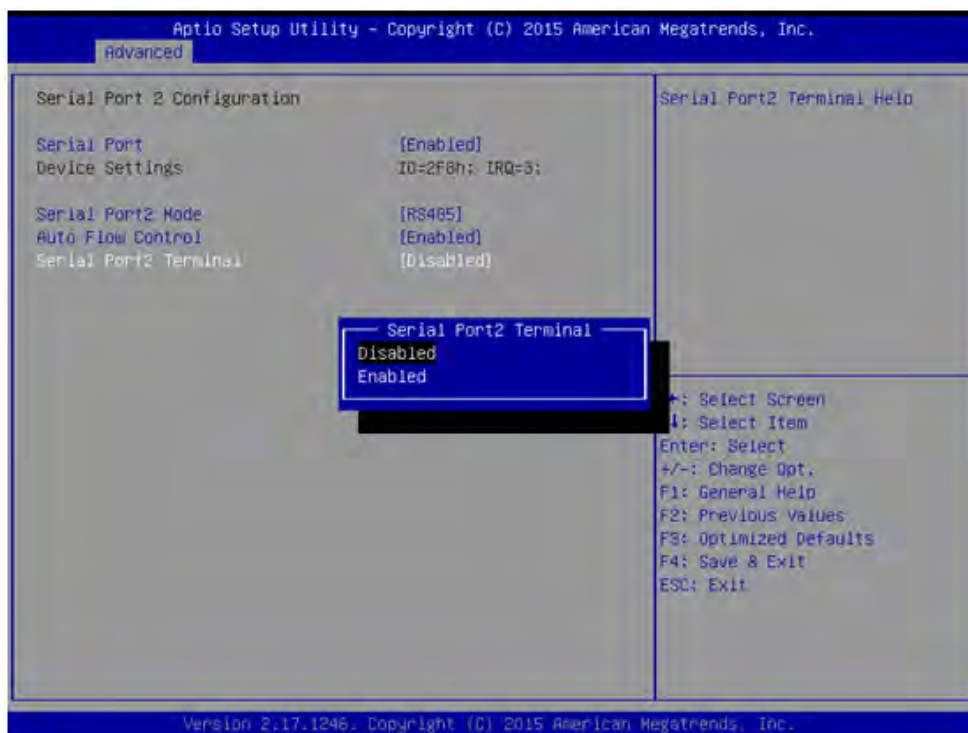 Aptio Setup Utility - Copyright (C) 2015 American Megatrends, Inc.
Advanced
Serial Port 2 Configuration
Serial Port [Enabled]
Device Settings IO=2F8h; IRQ=3;
Serial Port2 Mode [RS485]
Auto Flow Control [Enabled]
Serial Port2 Terminal [Disabled]
Serial Port2 Terminal Help
Serial Port2 Terminal
Disabled
Enabled
: Select Screen
: Select Item
Enter: Select
+/-: Change Opt.
F1: General Help
F2: Previous Values
F3: Optimized Defaults
F4: Save & Exit
ESC: Exit
Version 2.17.1246. Copyright (C) 2015 American Megatrends, Inc.